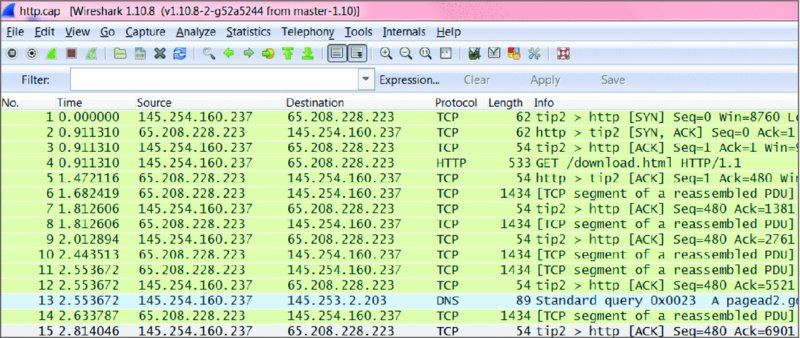 http.cap [Wireshark 1.10.8 (v1.10.8-2-g52a5244 from master-1.10)]
File Edit View Go Capture Analyze Statistics Telephony Tools Internals Help
Filter: Expression... Clear Apply Save
No. Time Source Destination Protocol Length Info
1 0.000000 145.254.160.237 65.208.228.223 TCP 62 tip2 > http [SYN] Seq=0 Win=8760
2 0.911310 65.208.228.223 145.254.160.237 TCP 62 http > tip2 [SYN, ACK] Seq=0 Ack=1
3 0.911310 145.254.160.237 65.208.228.223 TCP 54 tip2 > http [ACK] Seq=1 Ack=1 Win=9
4 0.911310 145.254.160.237 65.208.228.223 HTTP 533 GET /download.html HTTP/1.1
5 1.472116 65.208.228.223 145.254.160.237 TCP 54 http > tip2 [ACK] Seq=1 Ack=480 Win
6 1.682419 65.208.228.223 145.254.160.237 TCP 1434 [TCP segment of a reassembled PDU]
7 1.812606 145.254.160.237 65.208.228.223 TCP 54 tip2 > http [ACK] Seq=480 Ack=1381
8 1.812606 65.208.228.223 145.254.160.237 TCP 1434 [TCP segment of a reassembled PDU]
9 2.012894 145.254.160.237 65.208.228.223 TCP 54 tip2 > http [ACK] Seq=480 Ack=2761
10 2.443513 65.208.228.223 145.254.160.237 TCP 1434 [TCP segment of a reassembled PDU]
11 2.553672 65.208.228.223 145.254.160.237 TCP 1434 [TCP segment of a reassembled PDU]
12 2.553672 145.254.160.237 65.208.228.223 TCP 54 tip2 > http [ACK] Seq=480 Ack=5521
13 2.553672 145.254.160.237 145.253.2.203 DNS 89 Standard query 0x0023 A pagead2.go
14 2.633787 65.208.228.223 145.254.160.237 TCP 1434 [TCP segment of a reassembled PDU]
15 2.814046 145.254.160.237 65.208.228.223 TCP 54 tip2 > http [ACK] Seq=480 Ack=6901